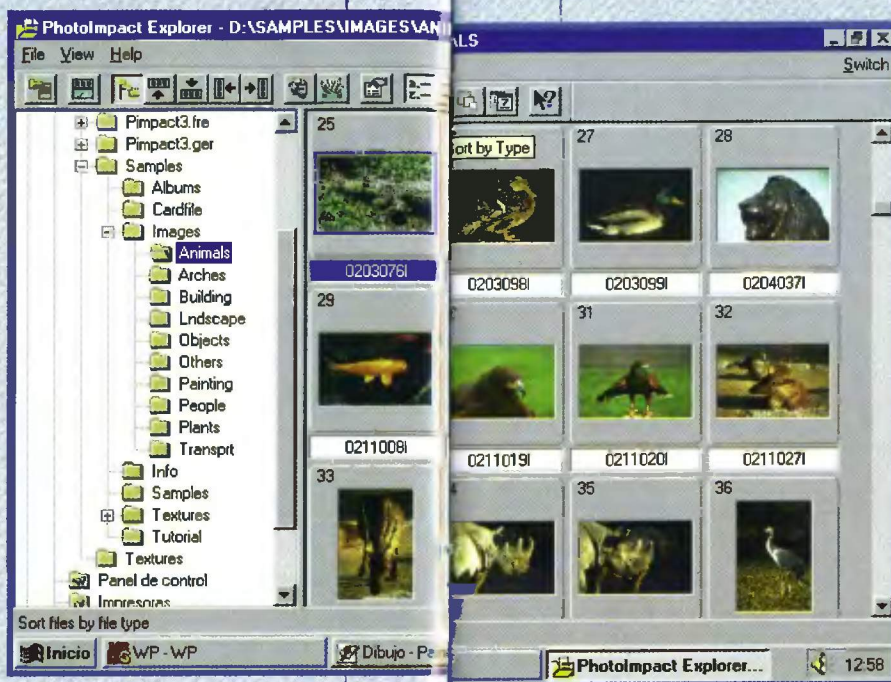 PhotoImpact Explorer - D:\SAMPLES\IMAGES\ANIMALS
File View Help Switch
Sort by Type
Pimpact3.fre
Pimpact3.ger
Samples
Albums
Cardfile
Images
Animals
Arches
Building
Lndscape
Objects
Others
Painting
People
Plants
Transprt
Info
Samples
Textures
Tutorial
Textures
Panel de control
Impresoras
25 27 28
0203076I 0203098I 0203099I 0204037I
29 31 32
0211008I 0211019I 0211020I 0211027I
33 35 36
Sort files by file type
Inicio WP - WP Dibujo - PhotoImpact Explorer... 12:58